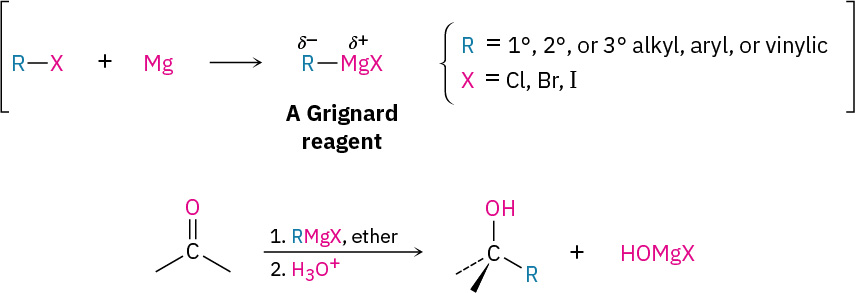 R—X + Mg ⟶ δ− R—MgX δ+ R = 1°, 2°, or 3° alkyl, aryl, or vinylic
X = Cl, Br, I
A Grignard
reagent
O
C
1. RMgX, ether
2. H₃O⁺
OH
C
R
+ HOMgX